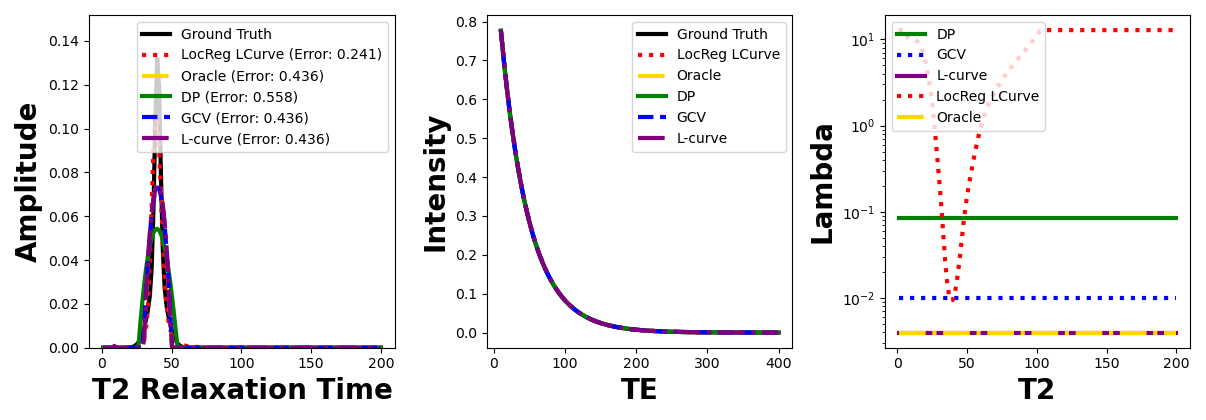 Amplitude
0.14
0.12
0.10
0.08
0.06
0.04
0.02
0.00
Ground Truth
LocReg LCurve (Error: 0.241)
Oracle (Error: 0.436)
DP (Error: 0.558)
GCV (Error: 0.436)
L-curve (Error: 0.436)
0 50 100 150 200
T2 Relaxation Time
Intensity
0.8
0.7
0.6
0.5
0.4
0.3
0.2
0.1
0.0
Ground Truth
LocReg LCurve
Oracle
DP
GCV
L-curve
0 100 200 300 400
TE
Lambda
10¹
10⁰
10⁻¹
10⁻²
DP
GCV
L-curve
LocReg LCurve
Oracle
0 50 100 150 200
T2